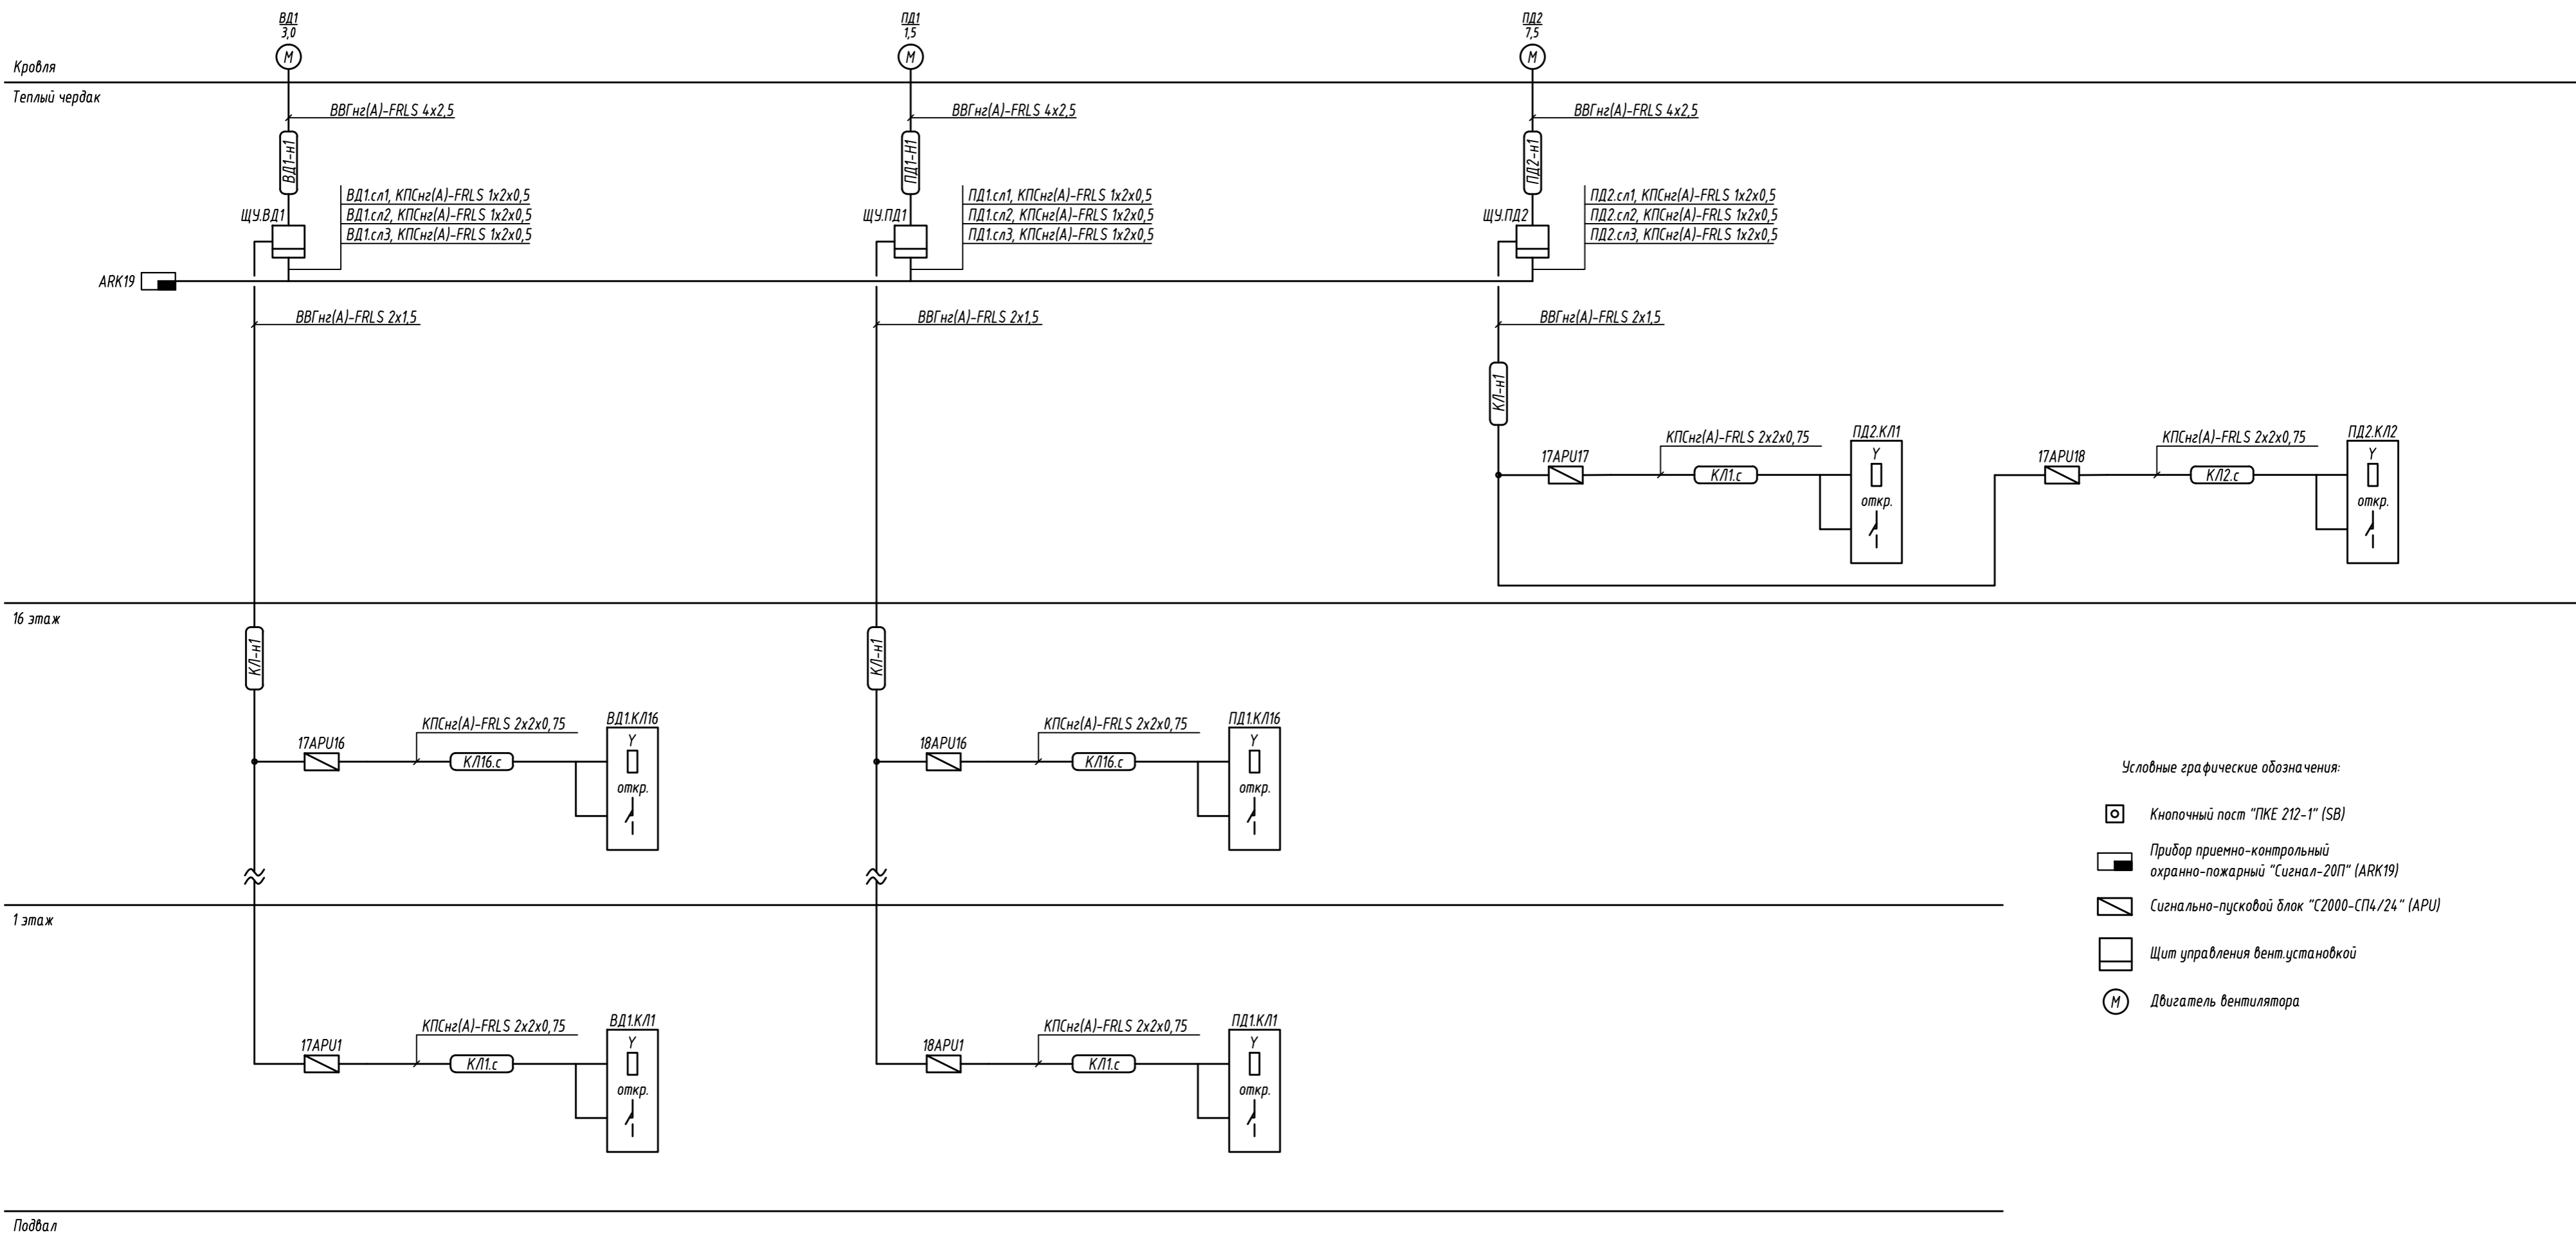 ВД1
3,0
М
ПД1
1,5
М
ПД2
7,5
М
Кровля
Теплый чердак
ВВГнг(А)-FRLS 4х2,5
ВВГнг(А)-FRLS 4х2,5
ВВГнг(А)-FRLS 4х2,5
ВД1-н1
ПД1-Н1
ПД2-н1
ЩУ.ВД1
ВД1.сл1, КПСнг(А)-FRLS 1х2х0,5
ВД1.сл2, КПСнг(А)-FRLS 1х2х0,5
ВД1.сл3, КПСнг(А)-FRLS 1х2х0,5
ЩУ.ПД1
ПД1.сл1, КПСнг(А)-FRLS 1х2х0,5
ПД1.сл2, КПСнг(А)-FRLS 1х2х0,5
ПД1.сл3, КПСнг(А)-FRLS 1х2х0,5
ЩУ.ПД2
ПД2.сл1, КПСнг(А)-FRLS 1х2х0,5
ПД2.сл2, КПСнг(А)-FRLS 1х2х0,5
ПД2.сл3, КПСнг(А)-FRLS 1х2х0,5
ARK19
ВВГнг(А)-FRLS 2х1,5
ВВГнг(А)-FRLS 2х1,5
ВВГнг(А)-FRLS 2х1,5
КЛ-н1
17APU17
КПСнг(А)-FRLS 2х2х0,75
КЛ1.с
ПД2.КЛ1
Y
откр.
17APU18
КПСнг(А)-FRLS 2х2х0,75
КЛ2.с
ПД2.КЛ2
Y
откр.
16 этаж
КЛ-н1
КЛ-н1
17APU16
КПСнг(А)-FRLS 2х2х0,75
КЛ16.с
ВД1.КЛ16
Y
откр.
18APU16
КПСнг(А)-FRLS 2х2х0,75
КЛ16.с
ПД1.КЛ16
Y
откр.
1 этаж
17APU1
КПСнг(А)-FRLS 2х2х0,75
КЛ1.с
ВД1.КЛ1
Y
откр.
18APU1
КПСнг(А)-FRLS 2х2х0,75
КЛ1.с
ПД1.КЛ1
Y
откр.
Подвал
Условные графические обозначения:
Кнопочный пост "ПКЕ 212-1" (SB)
Прибор приемно-контрольный
охранно-пожарный "Сигнал-20П" (ARK19)
Сигнально-пусковой блок "С2000-СП4/24" (APU)
Щит управления вент.установкой
М
Двигатель вентилятора